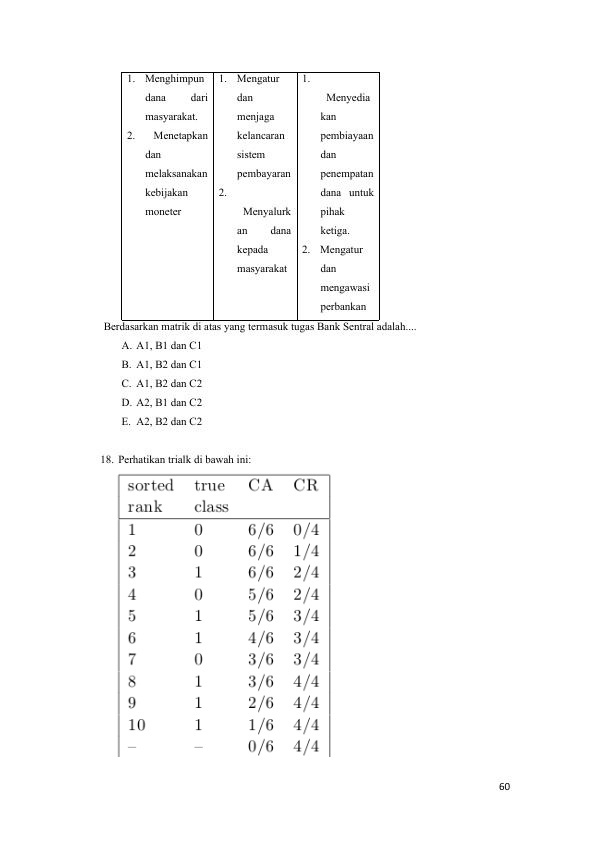 1. Menghimpun
dana dari
masyarakat.
2. Menetapkan
dan
melaksanakan
kebijakan
moneter
1. Mengatur
dan
menjaga
kelancaran
sistem
pembayaran
2.
Menyalurk
an dana
kepada
masyarakat
1.
Menyedia
kan
pembiayaan
dan
penempatan
dana untuk
pihak
ketiga.
2. Mengatur
dan
mengawasi
perbankan
Berdasarkan matrik di atas yang termasuk tugas Bank Sentral adalah....
A. A1, B1 dan C1
B. A1, B2 dan C1
C. A1, B2 dan C2
D. A2, B1 dan C2
E. A2, B2 dan C2
18. Perhatikan trialk di bawah ini:
sorted true CA CR
rank class
1 0 6/6 0/4
2 0 6/6 1/4
3 1 6/6 2/4
4 0 5/6 2/4
5 1 5/6 3/4
6 1 4/6 3/4
7 0 3/6 3/4
8 1 3/6 4/4
9 1 2/6 4/4
10 1 1/6 4/4
– – 0/6 4/4
60